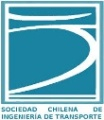 SOCIEDAD CHILENA DE
INGENIERÍA DE TRANSPORTE